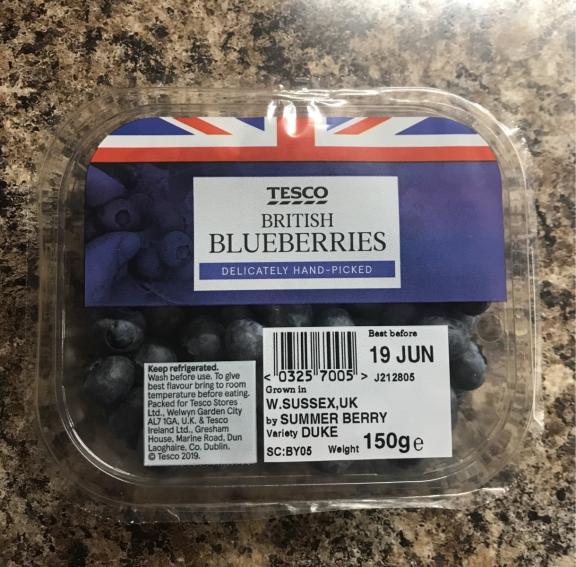 TESCO
BRITISH
BLUEBERRIES
DELICATELY HAND-PICKED
Best before
19 JUN
< 0325 7005 > J212805
Grown in
W.SUSSEX,UK
by SUMMER BERRY
Variety DUKE
SC:BY05 Weight 150g e
Keep refrigerated.
Wash before use. To give
best flavour bring to room
temperature before eating.
Packed for Tesco Stores
Ltd., Welwyn Garden City
AL7 1GA, U.K. & Tesco
Ireland Ltd., Gresham
House, Marine Road, Dun
Laoghaire, Co. Dublin.
© Tesco 2019.